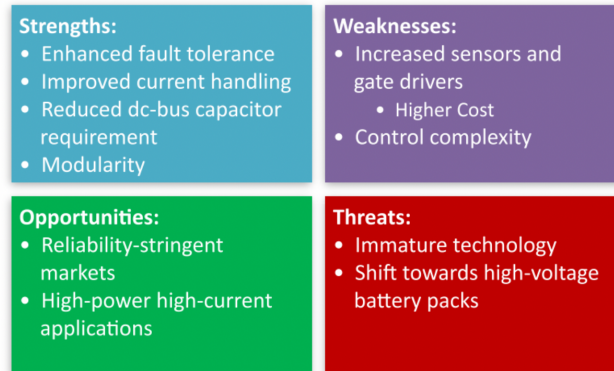 Strengths:
• Enhanced fault tolerance
• Improved current handling
• Reduced dc-bus capacitor
requirement
• Modularity
Weaknesses:
• Increased sensors and
gate drivers
• Higher Cost
• Control complexity
Opportunities:
• Reliability-stringent
markets
• High-power high-current
applications
Threats:
• Immature technology
• Shift towards high-voltage
battery packs